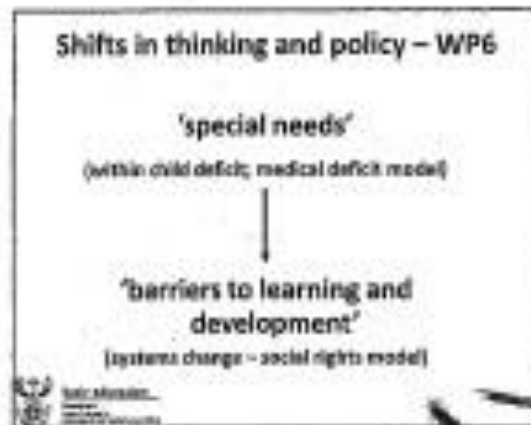 Shifts in thinking and policy – WP6
'special needs'
(within child deficit; medical deficit model)
'barriers to learning and
development'
(systems change – social rights model)